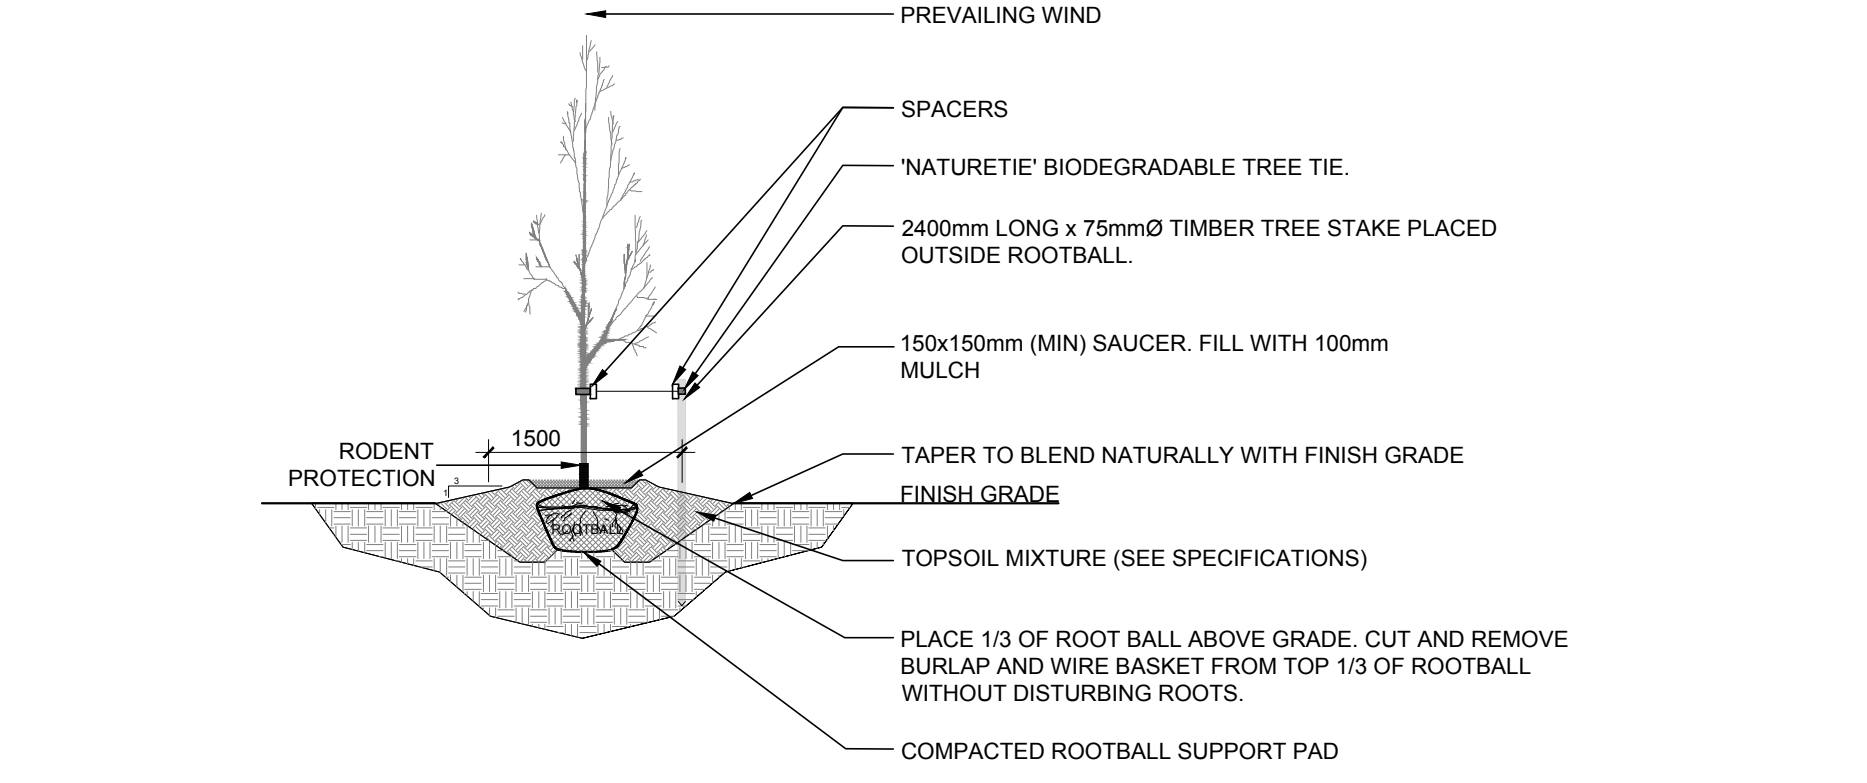 PREVAILING WIND
SPACERS
'NATURETIE' BIODEGRADABLE TREE TIE.
2400mm LONG x 75mmØ TIMBER TREE STAKE PLACED
OUTSIDE ROOTBALL.
150x150mm (MIN) SAUCER. FILL WITH 100mm
MULCH
1500
RODENT
PROTECTION
3
1
TAPER TO BLEND NATURALLY WITH FINISH GRADE
FINISH GRADE
ROOTBALL
TOPSOIL MIXTURE (SEE SPECIFICATIONS)
PLACE 1/3 OF ROOT BALL ABOVE GRADE. CUT AND REMOVE
BURLAP AND WIRE BASKET FROM TOP 1/3 OF ROOTBALL
WITHOUT DISTURBING ROOTS.
COMPACTED ROOTBALL SUPPORT PAD